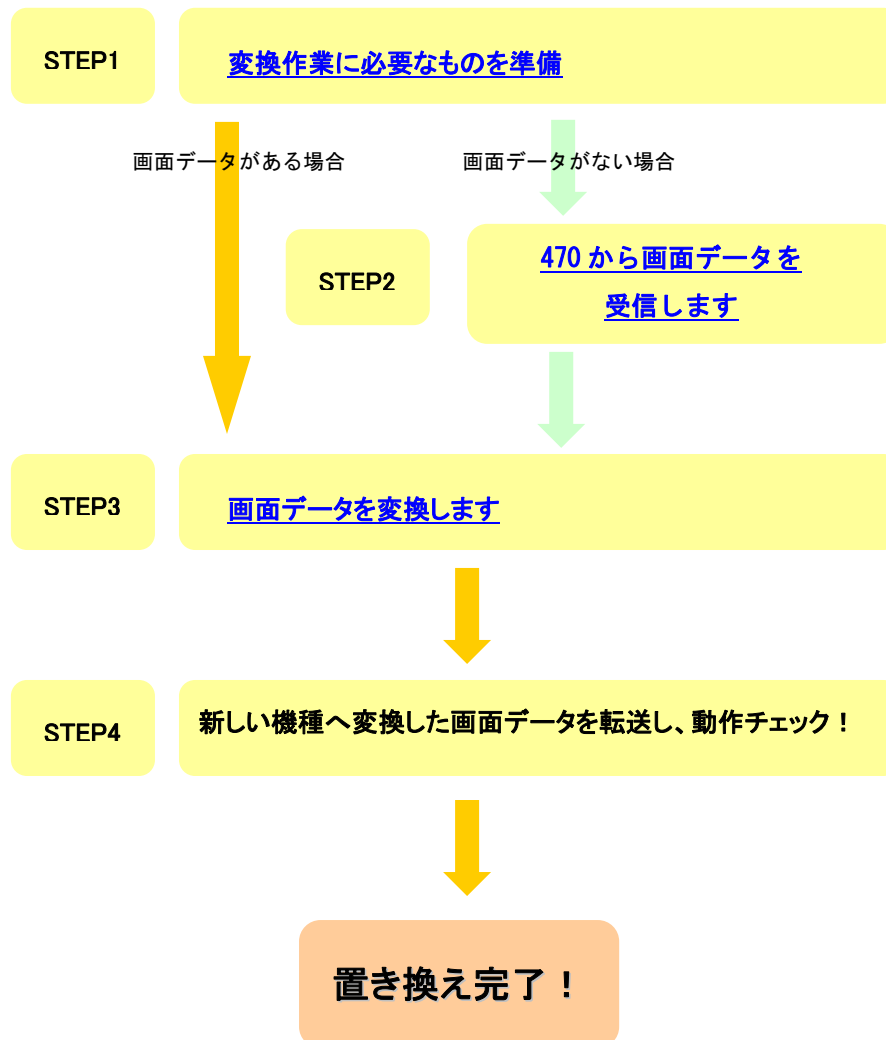 STEP1
変換作業に必要なものを準備
画面データがある場合
画面データがない場合
STEP2
470 から画面データを
受信します
STEP3
画面データを変換します
STEP4
新しい機種へ変換した画面データを転送し、動作チェック！
置き換え完了！